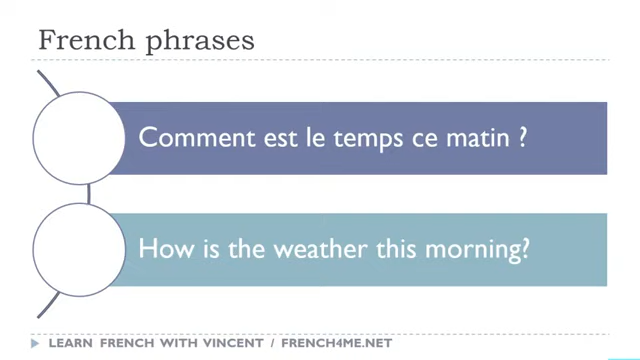 French phrases
Comment est le temps ce matin ?
How is the weather this morning?
LEARN FRENCH WITH VINCENT / FRENCH4ME.NET